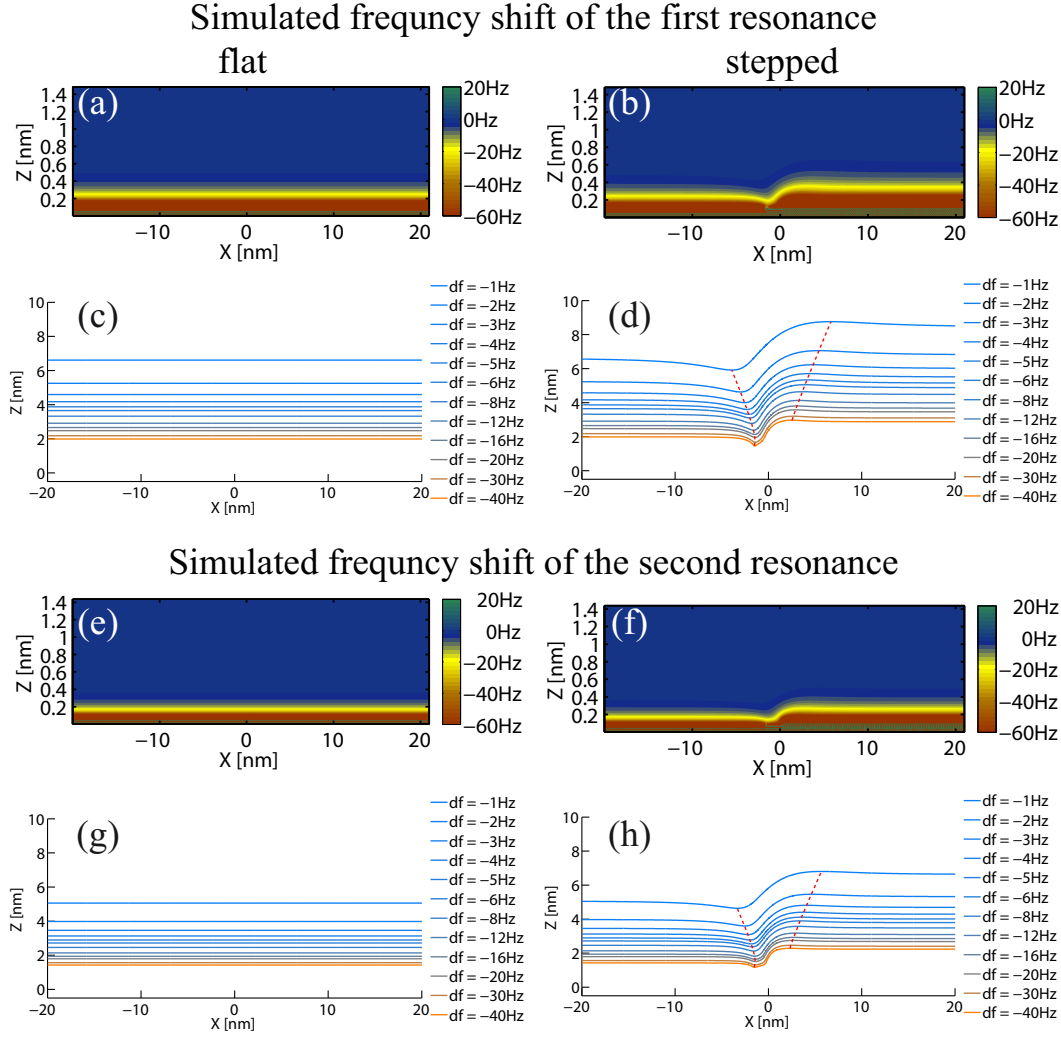 Simulated frequncy shift of the first resonance
flat
stepped
(a)
1.4
1
0.8
0.6
0.4
0.2
Z [nm]
−10
0
10
20
X [nm]
20Hz
0Hz
−20Hz
−40Hz
−60Hz
(b)
1.4
1
0.8
0.6
0.4
0.2
Z [nm]
−10
0
10
20
X [nm]
20Hz
0Hz
−20Hz
−40Hz
−60Hz
(c)
10
8
6
4
2
0
Z [nm]
−20
−10
0
10
20
X [nm]
df = −1Hz
df = −2Hz
df = −3Hz
df = −4Hz
df = −5Hz
df = −6Hz
df = −8Hz
df = −12Hz
df = −16Hz
df = −20Hz
df = −30Hz
df = −40Hz
(d)
10
8
6
4
2
0
Z [nm]
−20
−10
0
10
20
X [nm]
df = −1Hz
df = −2Hz
df = −3Hz
df = −4Hz
df = −5Hz
df = −6Hz
df = −8Hz
df = −12Hz
df = −16Hz
df = −20Hz
df = −30Hz
df = −40Hz
Simulated frequncy shift of the second resonance
(e)
1.4
1
0.8
0.6
0.4
0.2
Z [nm]
−10
0
10
20
X [nm]
20Hz
0Hz
−20Hz
−40Hz
−60Hz
(f)
1.4
1
0.8
0.6
0.4
0.2
Z [nm]
−10
0
10
20
X [nm]
20Hz
0Hz
−20Hz
−40Hz
−60Hz
(g)
10
8
6
4
2
0
Z [nm]
−20
−10
0
10
20
X [nm]
df = −1Hz
df = −2Hz
df = −3Hz
df = −4Hz
df = −5Hz
df = −6Hz
df = −8Hz
df = −12Hz
df = −16Hz
df = −20Hz
df = −30Hz
df = −40Hz
(h)
10
8
6
4
2
0
Z [nm]
−20
−10
0
10
20
X [nm]
df = −1Hz
df = −2Hz
df = −3Hz
df = −4Hz
df = −5Hz
df = −6Hz
df = −8Hz
df = −12Hz
df = −16Hz
df = −20Hz
df = −30Hz
df = −40Hz